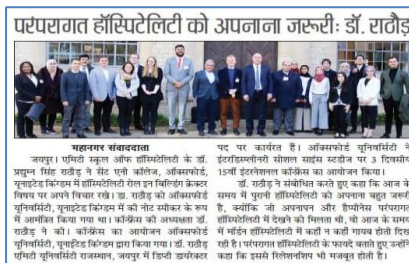 परंपरागत हॉस्पिटेलिटी को अपनाना जरूरीः डॉ. राठौड़
महानगर संवाददाता
जयपुर। एमिटी स्कूल ऑफ हॉस्पिटेलिटी के डॉ.
प्रद्युम्न सिंह राठौड़ ने सेंट एनी कॉलेज, ऑक्सफोर्ड,
यूनाइटेड किंगडम में हॉस्पिटेलिटी रोल इन बिल्डिंग क्रेक्टर
विषय पर अपने विचार रखे। डा. राठौड़ को ऑक्सफोर्ड
यूनिवर्सिटी, यूनाइटेड किंगडम में की नोट स्पीकर के रूप
में आमंत्रित किया गया था। कॉन्फ्रेंस की अध्यक्षता डॉ.
राठौड़ ने की। कॉन्फ्रेंस का आयोजन ऑक्सफोर्ड
यूनिवर्सिटी, यूनाइटेड किंगडम द्वारा किया गया। डॉ. राठौड़
एमिटी यूनिवर्सिटी राजस्थान, जयपुर में डिप्टी डायरेक्टर
पद पर कार्यरत हैं। ऑक्सफोर्ड यूनिवर्सिटी ने
इंटरडिस्प्लीनरी सोशल साइंस स्टडीज पर 3 दिवसीय
15वीं इंटरनेशनल कॉन्फ्रेंस का आयोजन किया।
डॉ. राठौड़ ने संबोधित करते हुए कहा कि आज के
समय में पुरानी हॉस्पिटेलिटी को अपनाना बहुत जरूरी
है, क्योंकि जो अपनापन और हैप्पीनेस परंपरागत
हॉस्पिटेलिटी में देखने को मिलता थी, वो आज के समय
में मॉर्डन हॉस्पिटेलिटी में कहीं न कहीं गायब होती दिख
रही है। परंपरागत हॉस्पिटेलिटी के फायदे बताते हुए उन्होंने
कहा कि इससे रिलेशनशिप भी मजबूत होती है।